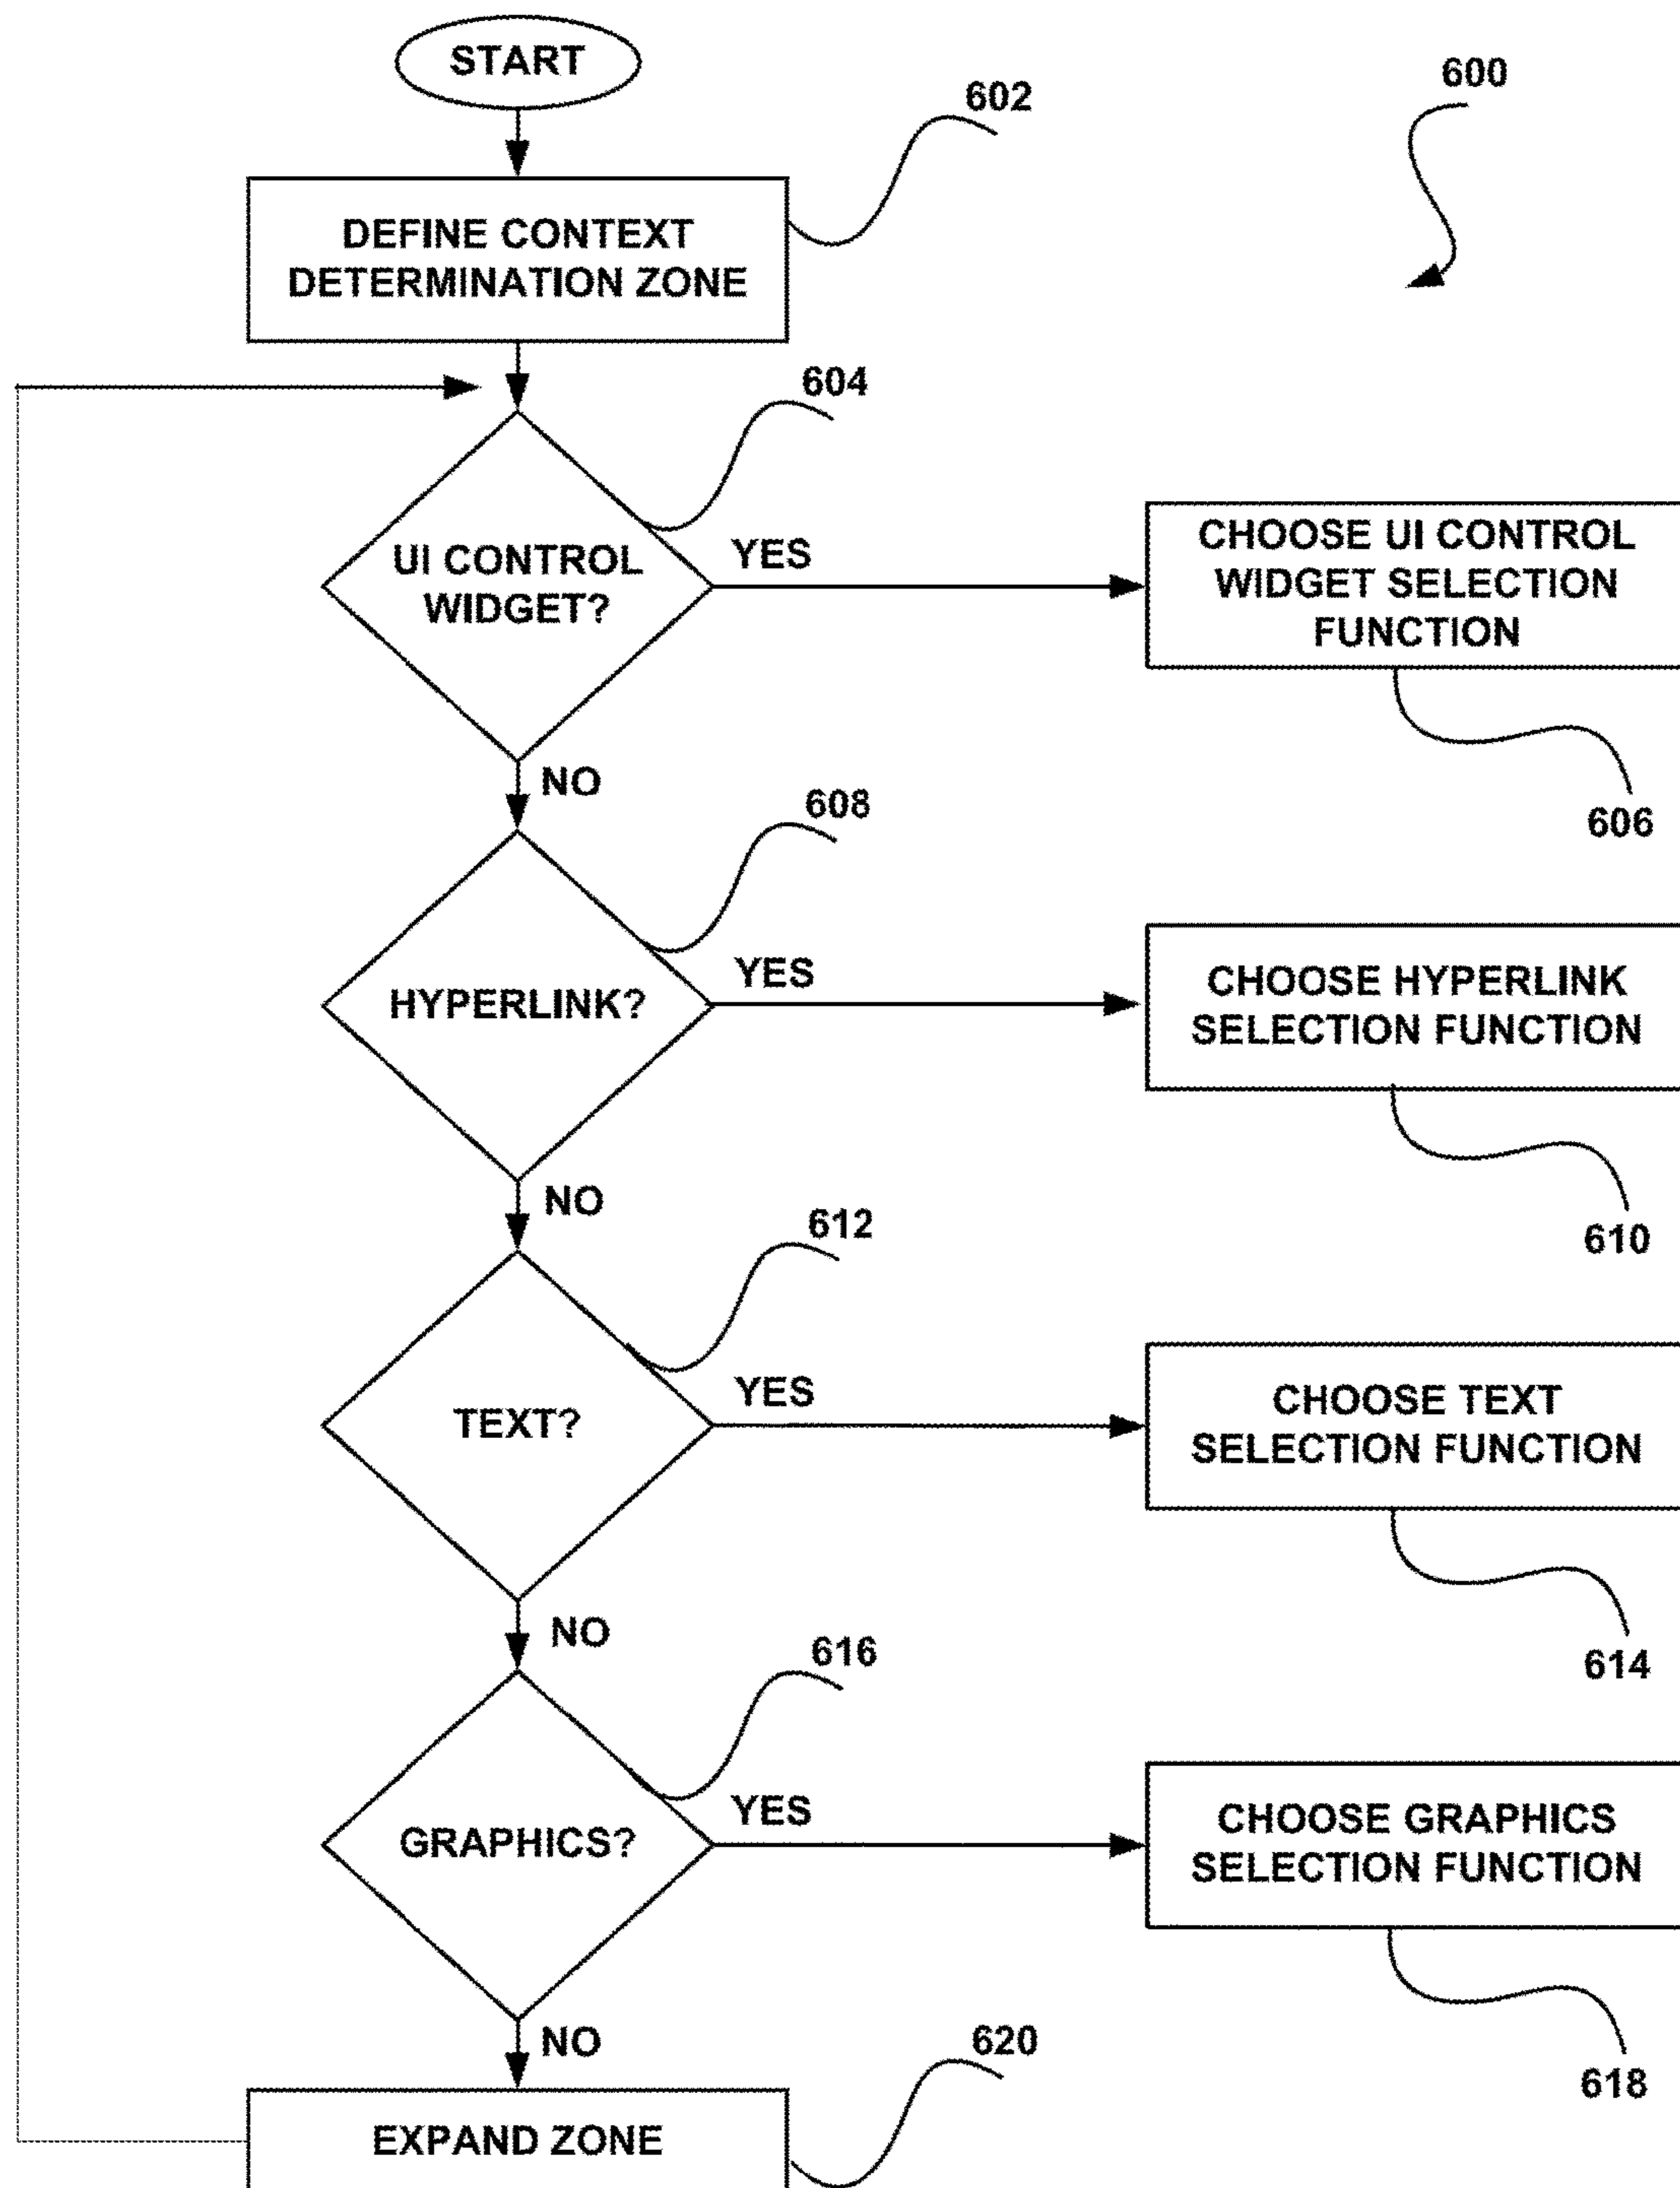 START
600
602
DEFINE CONTEXT
DETERMINATION ZONE
604
UI CONTROL
WIDGET?
YES
CHOOSE UI CONTROL
WIDGET SELECTION
FUNCTION
606
NO
608
HYPERLINK?
YES
CHOOSE HYPERLINK
SELECTION FUNCTION
610
NO
612
TEXT?
YES
CHOOSE TEXT
SELECTION FUNCTION
614
NO
616
GRAPHICS?
YES
CHOOSE GRAPHICS
SELECTION FUNCTION
618
NO
620
EXPAND ZONE